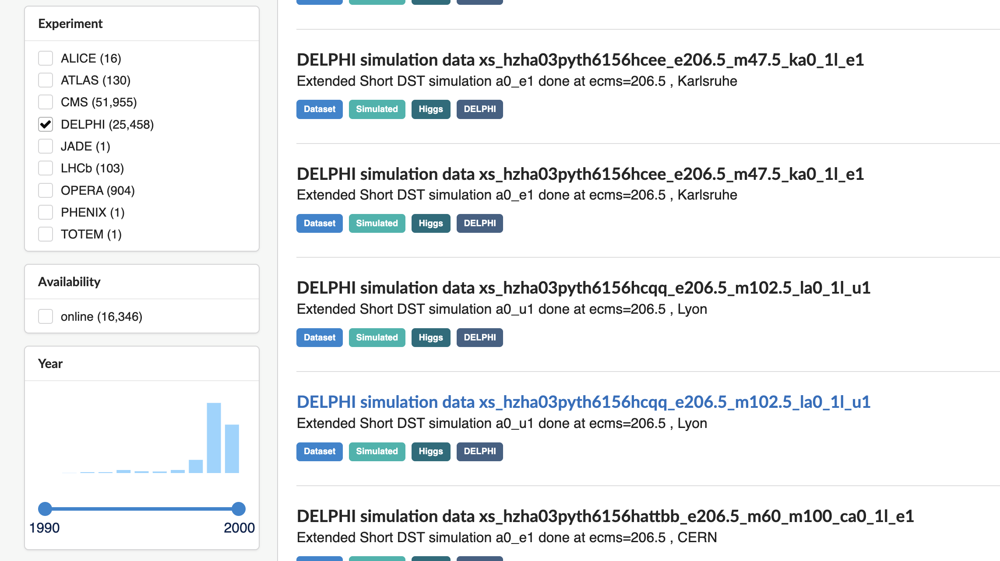 Experiment
ALICE (16)
ATLAS (130)
CMS (51,955)
DELPHI (25,458)
JADE (1)
LHCb (103)
OPERA (904)
PHENIX (1)
TOTEM (1)
Availability
online (16,346)
Year
1990 2000
DELPHI simulation data xs_hzha03pyth6156hcee_e206.5_m47.5_ka0_1l_e1
Extended Short DST simulation a0_e1 done at ecms=206.5 , Karlsruhe
Dataset Simulated Higgs DELPHI
DELPHI simulation data xs_hzha03pyth6156hcee_e206.5_m47.5_ka0_1l_e1
Extended Short DST simulation a0_e1 done at ecms=206.5 , Karlsruhe
Dataset Simulated Higgs DELPHI
DELPHI simulation data xs_hzha03pyth6156hcqq_e206.5_m102.5_la0_1l_u1
Extended Short DST simulation a0_u1 done at ecms=206.5 , Lyon
Dataset Simulated Higgs DELPHI
DELPHI simulation data xs_hzha03pyth6156hcqq_e206.5_m102.5_la0_1l_u1
Extended Short DST simulation a0_u1 done at ecms=206.5 , Lyon
Dataset Simulated Higgs DELPHI
DELPHI simulation data xs_hzha03pyth6156hattbb_e206.5_m60_m100_ca0_1l_e1
Extended Short DST simulation a0_e1 done at ecms=206.5 , CERN